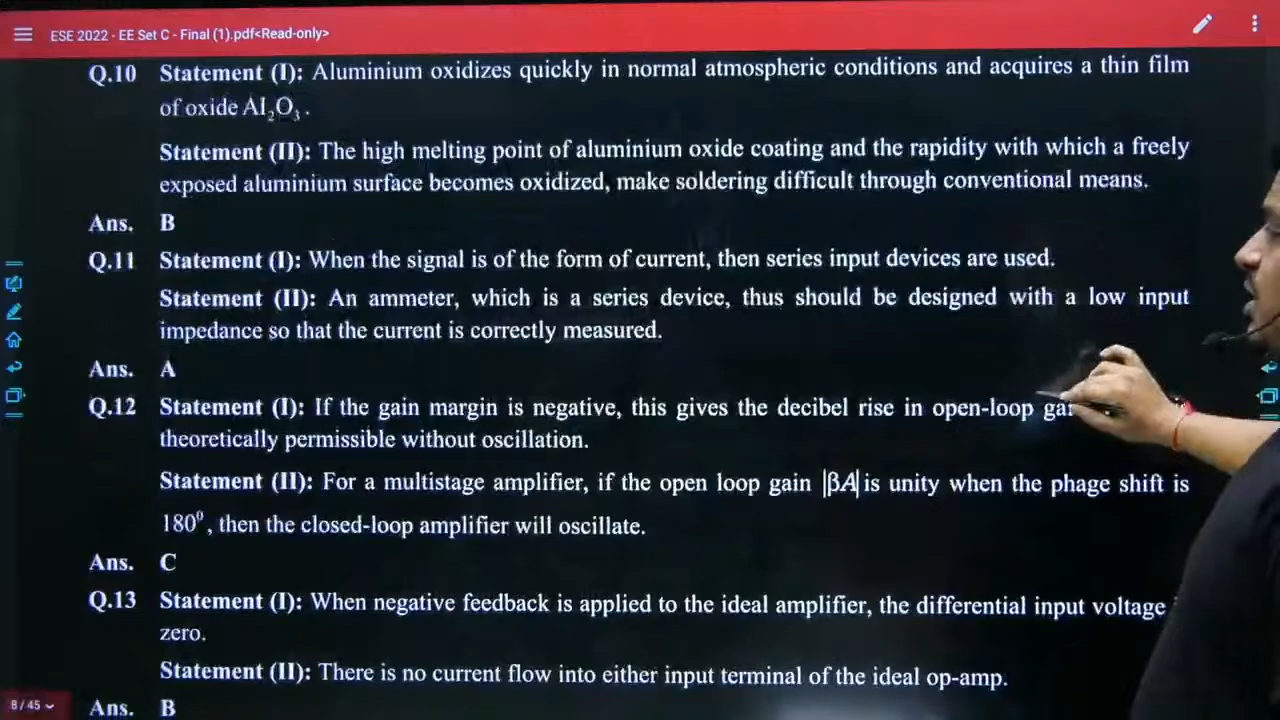 ESE 2022 - EE Set C - Final (1).pdf<Read-only>
Q.10 Statement (I): Aluminium oxidizes quickly in normal atmospheric conditions and acquires a thin film
of oxide Al₂O₃ .
Statement (II): The high melting point of aluminium oxide coating and the rapidity with which a freely
exposed aluminium surface becomes oxidized, make soldering difficult through conventional means.
Ans. B
Q.11 Statement (I): When the signal is of the form of current, then series input devices are used.
Statement (II): An ammeter, which is a series device, thus should be designed with a low input
impedance so that the current is correctly measured.
Ans. A
Q.12 Statement (I): If the gain margin is negative, this gives the decibel rise in open-loop
theoretically permissible without oscillation.
Statement (II): For a multistage amplifier, if the open loop gain |βA| is unity when the phage shift is
180⁰, then the closed-loop amplifier will oscillate.
Ans. C
Q.13 Statement (I): When negative feedback is applied to the ideal amplifier, the differential input voltage
zero.
Statement (II): There is no current flow into either input terminal of the ideal op-amp.
8 / 45
Ans. B